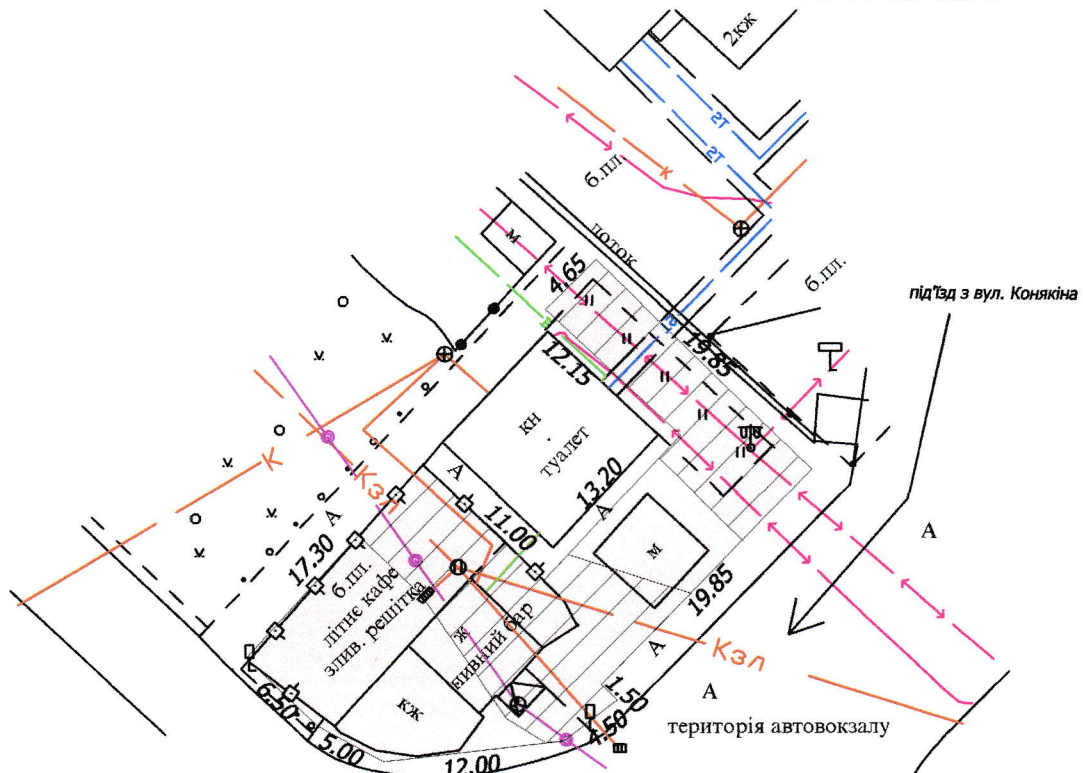 2кж
2Т
2Т
К
б.пл.
м
лоток
б.пл.
4.65
під'їзд з вул. Конякіна
19.85
12.15
кн
туалет
А
13.20
К
Кзл
А
11.00
А
м
А
17.30
А
б.пл.
літнє кафе
злив. решітка
ж
пивний бар
19.85
А
Кзл
6.50
кж
1.50
4.50
А
територія автовокзалу
5.00
12.00